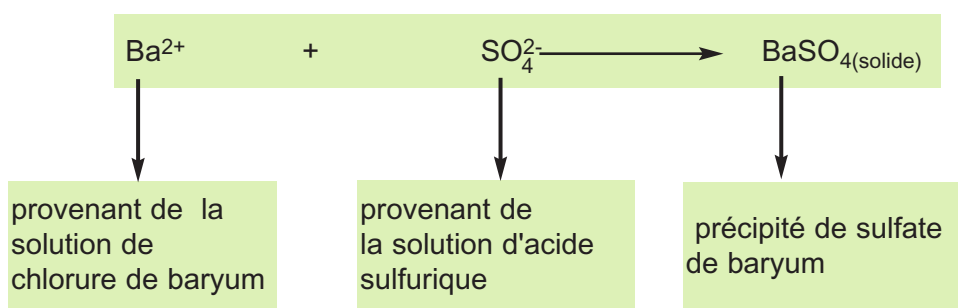 Ba²⁺ + SO₄²⁻ → BaSO₄(solide)
provenant de la
solution de
chlorure de baryum
provenant de
la solution d'acide
sulfurique
précipité de sulfate
de baryum